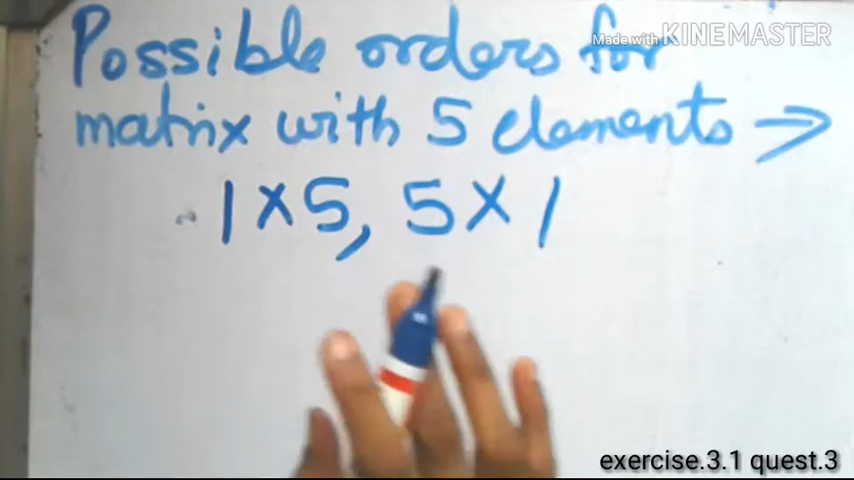 Possible orders for
Made with KINEMASTER
matrix with 5 elements →
1 × 5, 5 × 1
exercise.3.1 quest.3